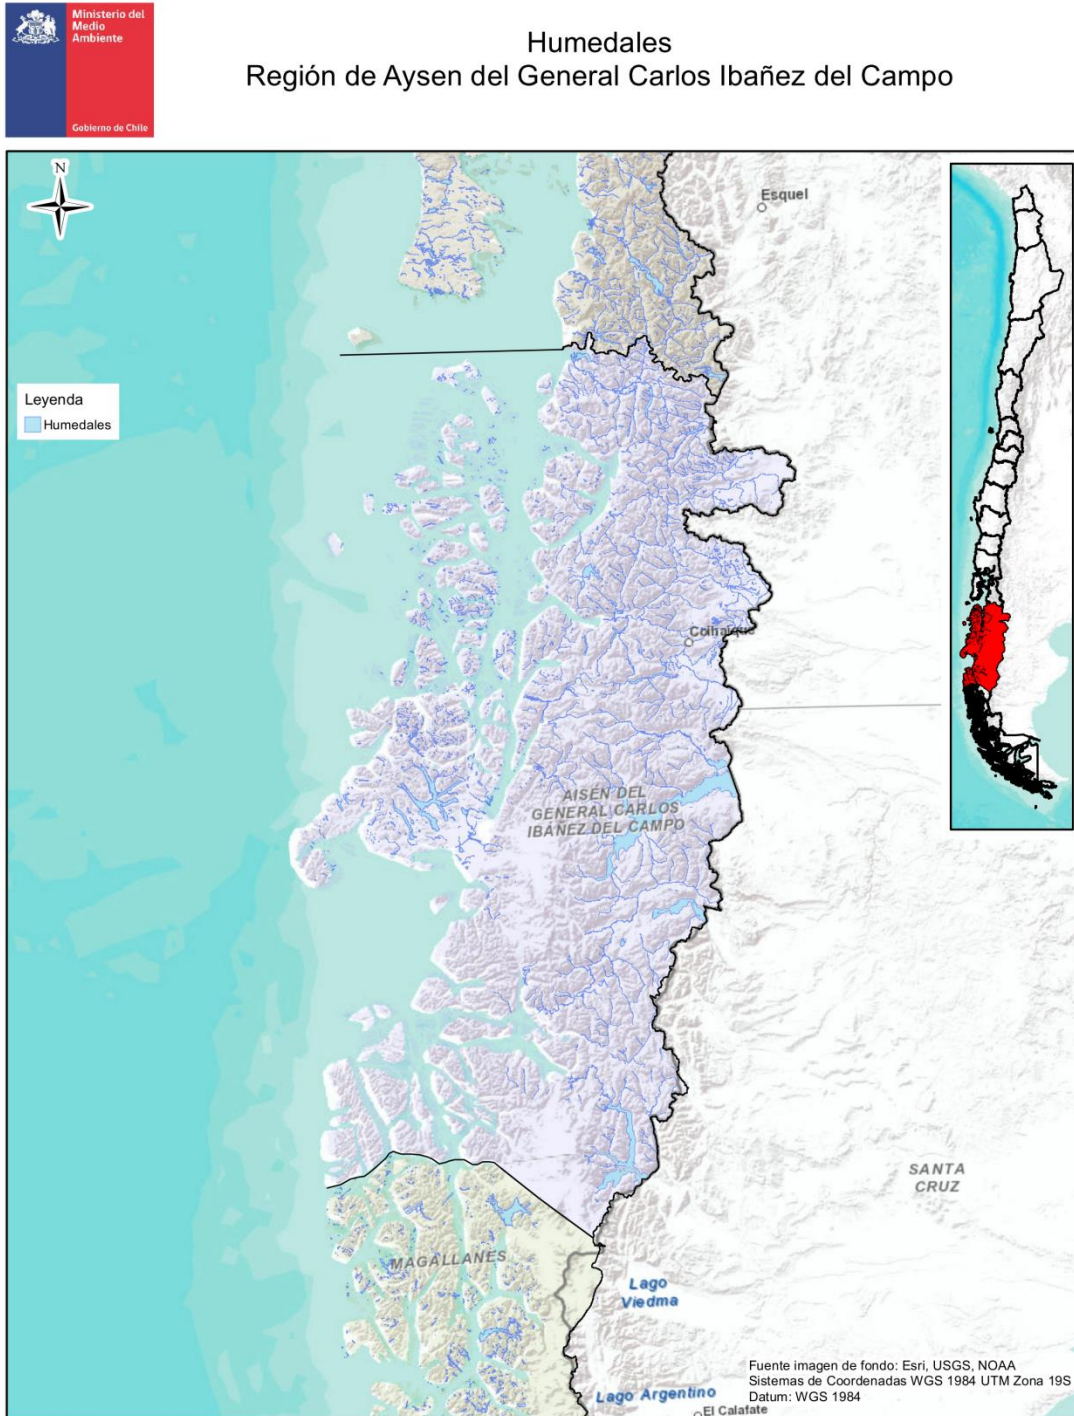 Ministerio del
Medio
Ambiente
Gobierno de Chile
Humedales
Región de Aysen del General Carlos Ibañez del Campo
N
Esquel
Leyenda
Humedales
Coihaique
AISÉN DEL
GENERAL CARLOS
IBÁÑEZ DEL CAMPO
SANTA
CRUZ
MAGALLANES
Lago
Viedma
Fuente imagen de fondo: Esri, USGS, NOAA
Sistemas de Coordenadas WGS 1984 UTM Zona 19S
Datum: WGS 1984
Lago Argentino
El Calafate